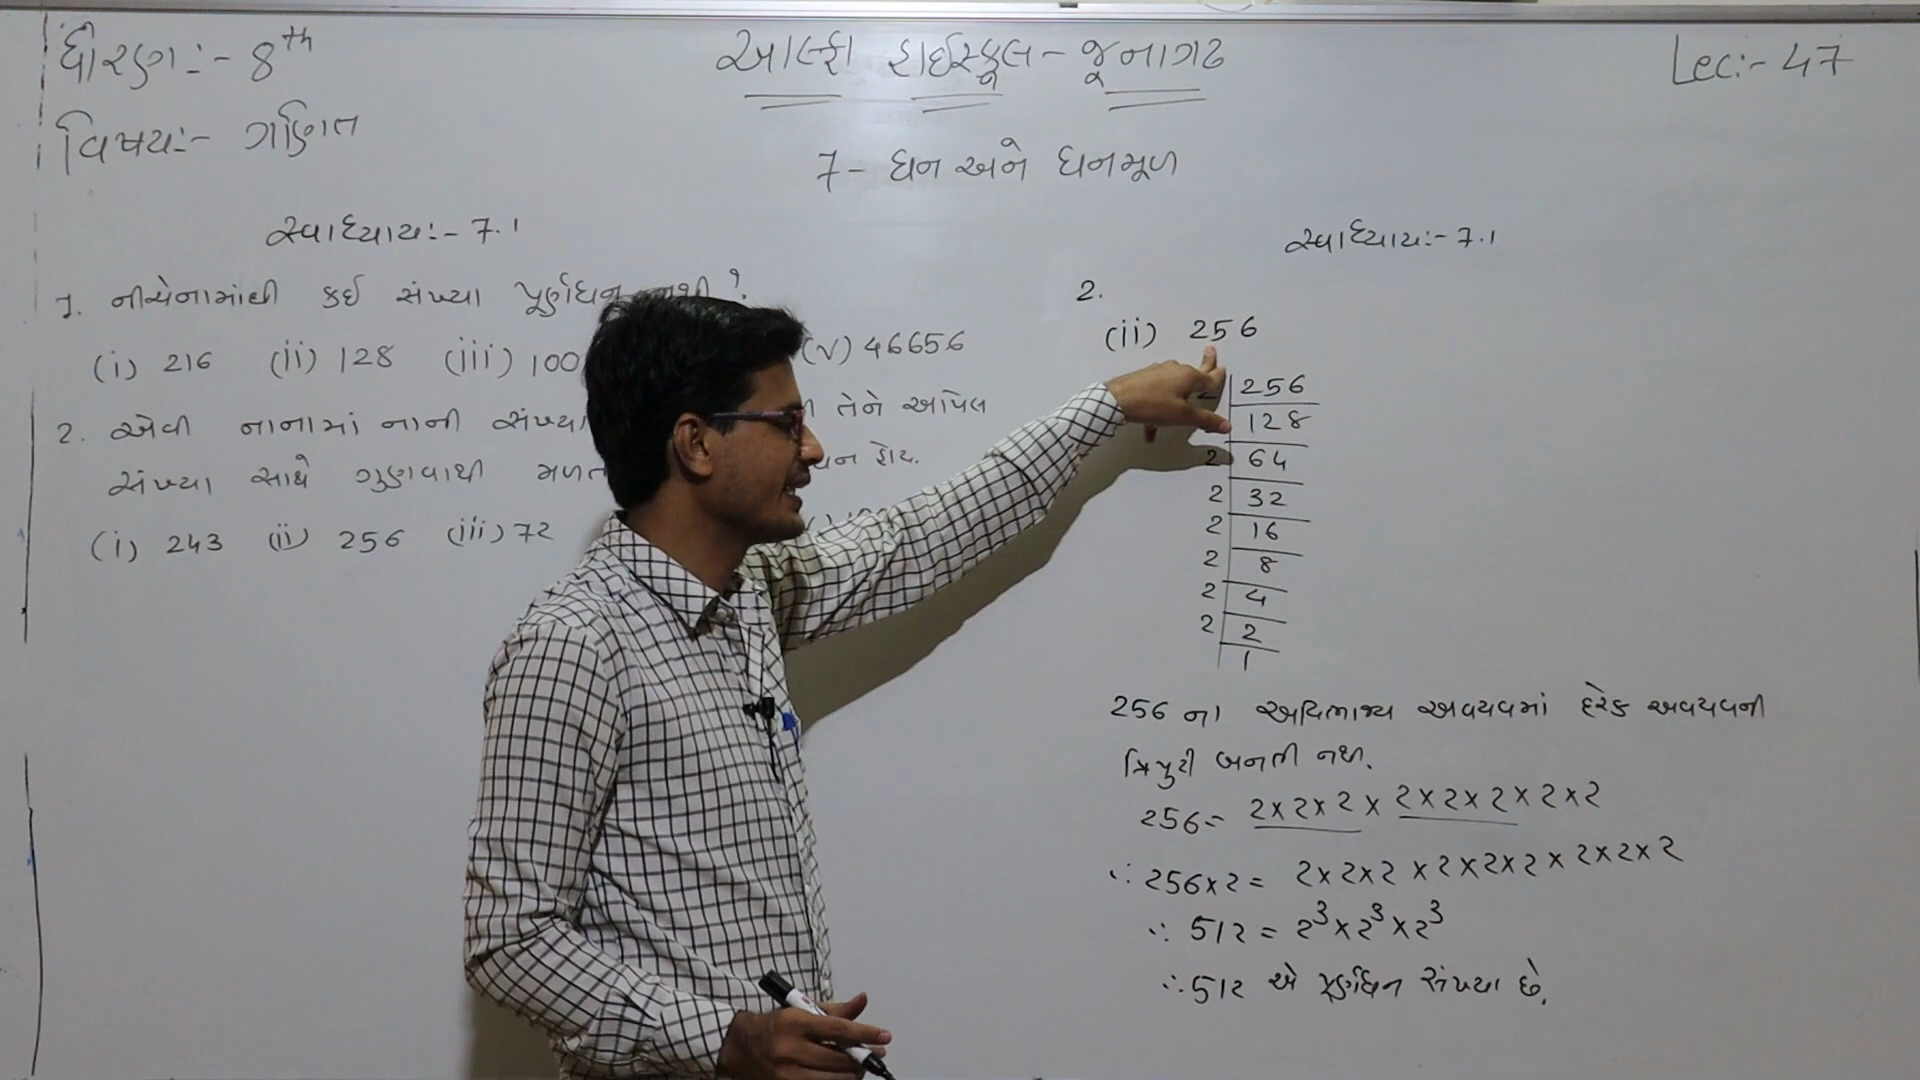 ધોરણ:- 8th
વિષય:- ગણિત
આલ્ફા હાઈસ્કૂલ - જૂનાગઢ
Lec:- 47
7 - ઘન અને ઘનમૂળ
સ્વાધ્યાય:- 7.1
1. નીચેનામાંથી કઈ સંખ્યા પૂર્ણઘન નથી ?
(i) 216 (ii) 128 (iii) 100 (v) 46656
2. એવી નાનામાં નાની સંખ્યા તેને આપેલ
સંખ્યા સાથે ગુણવાથી મળત હોય.
(i) 243 (ii) 256 (iii) 72
સ્વાધ્યાય:- 7.1
2.
(ii) 256
2 256
128
2 64
2 32
2 16
2 8
2 4
2 2
1
256 ના અવિભાજ્ય અવયવમાં દરેક અવયવની
ત્રિપુટી બનતી નથી.
256 = 2×2×2 × 2×2×2 × 2×2
∴ 256×2 = 2×2×2 ×2×2×2 × 2×2×2
∴ 512 = 2³×2³×2³
∴ 512 એ પૂર્ણઘન સંખ્યા છે.